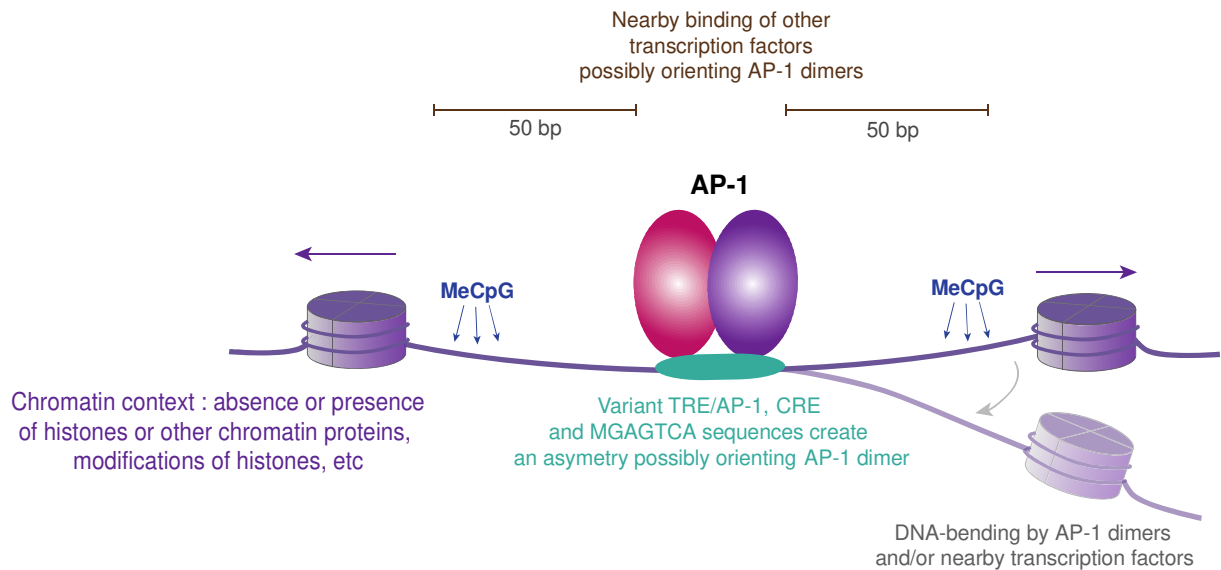 Nearby binding of other
transcription factors
possibly orienting AP-1 dimers
50 bp
50 bp
AP-1
MeCpG
MeCpG
Chromatin context : absence or presence
of histones or other chromatin proteins,
modifications of histones, etc
Variant TRE/AP-1, CRE
and MGAGTCA sequences create
an asymetry possibly orienting AP-1 dimer
DNA-bending by AP-1 dimers
and/or nearby transcription factors